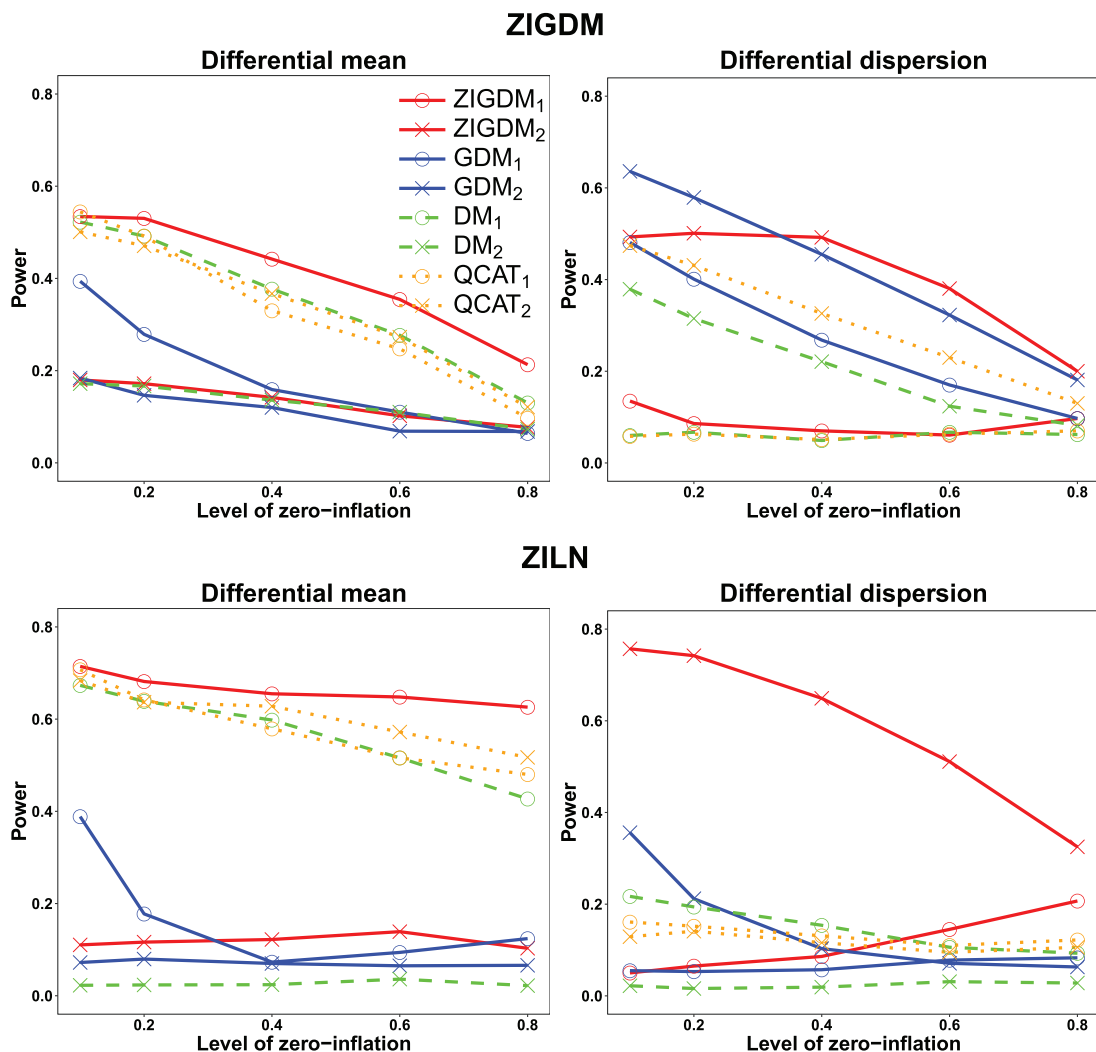 ZIGDM
Differential mean
Differential dispersion
0.8
0.6
0.4
0.2
0.0
Power
ZIGDM1
ZIGDM2
GDM1
GDM2
DM1
DM2
QCAT1
QCAT2
0.2 0.4 0.6 0.8
Level of zero−inflation
0.8
0.6
0.4
0.2
0.0
Power
0.2 0.4 0.6 0.8
Level of zero−inflation
ZILN
Differential mean
Differential dispersion
0.8
0.6
0.4
0.2
0.0
Power
0.2 0.4 0.6 0.8
Level of zero−inflation
0.8
0.6
0.4
0.2
0.0
Power
0.2 0.4 0.6 0.8
Level of zero−inflation